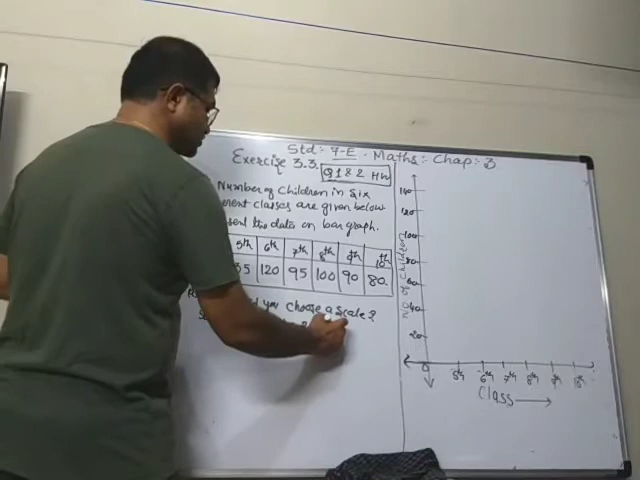 Std:- 7-E. Maths:- Chap:- 3
Exercise 3.3. Q1 & 2 HW
Number of Children in Six
erent classes are given below
sent the data on bar graph.
5th 6th 7th 8th 9th 10th
35 120 95 100 90 80
you choose a scale?
140
120
100
80
60
40
20
0
No of Children
5th 6th 7th 8th 9th 10th
Class